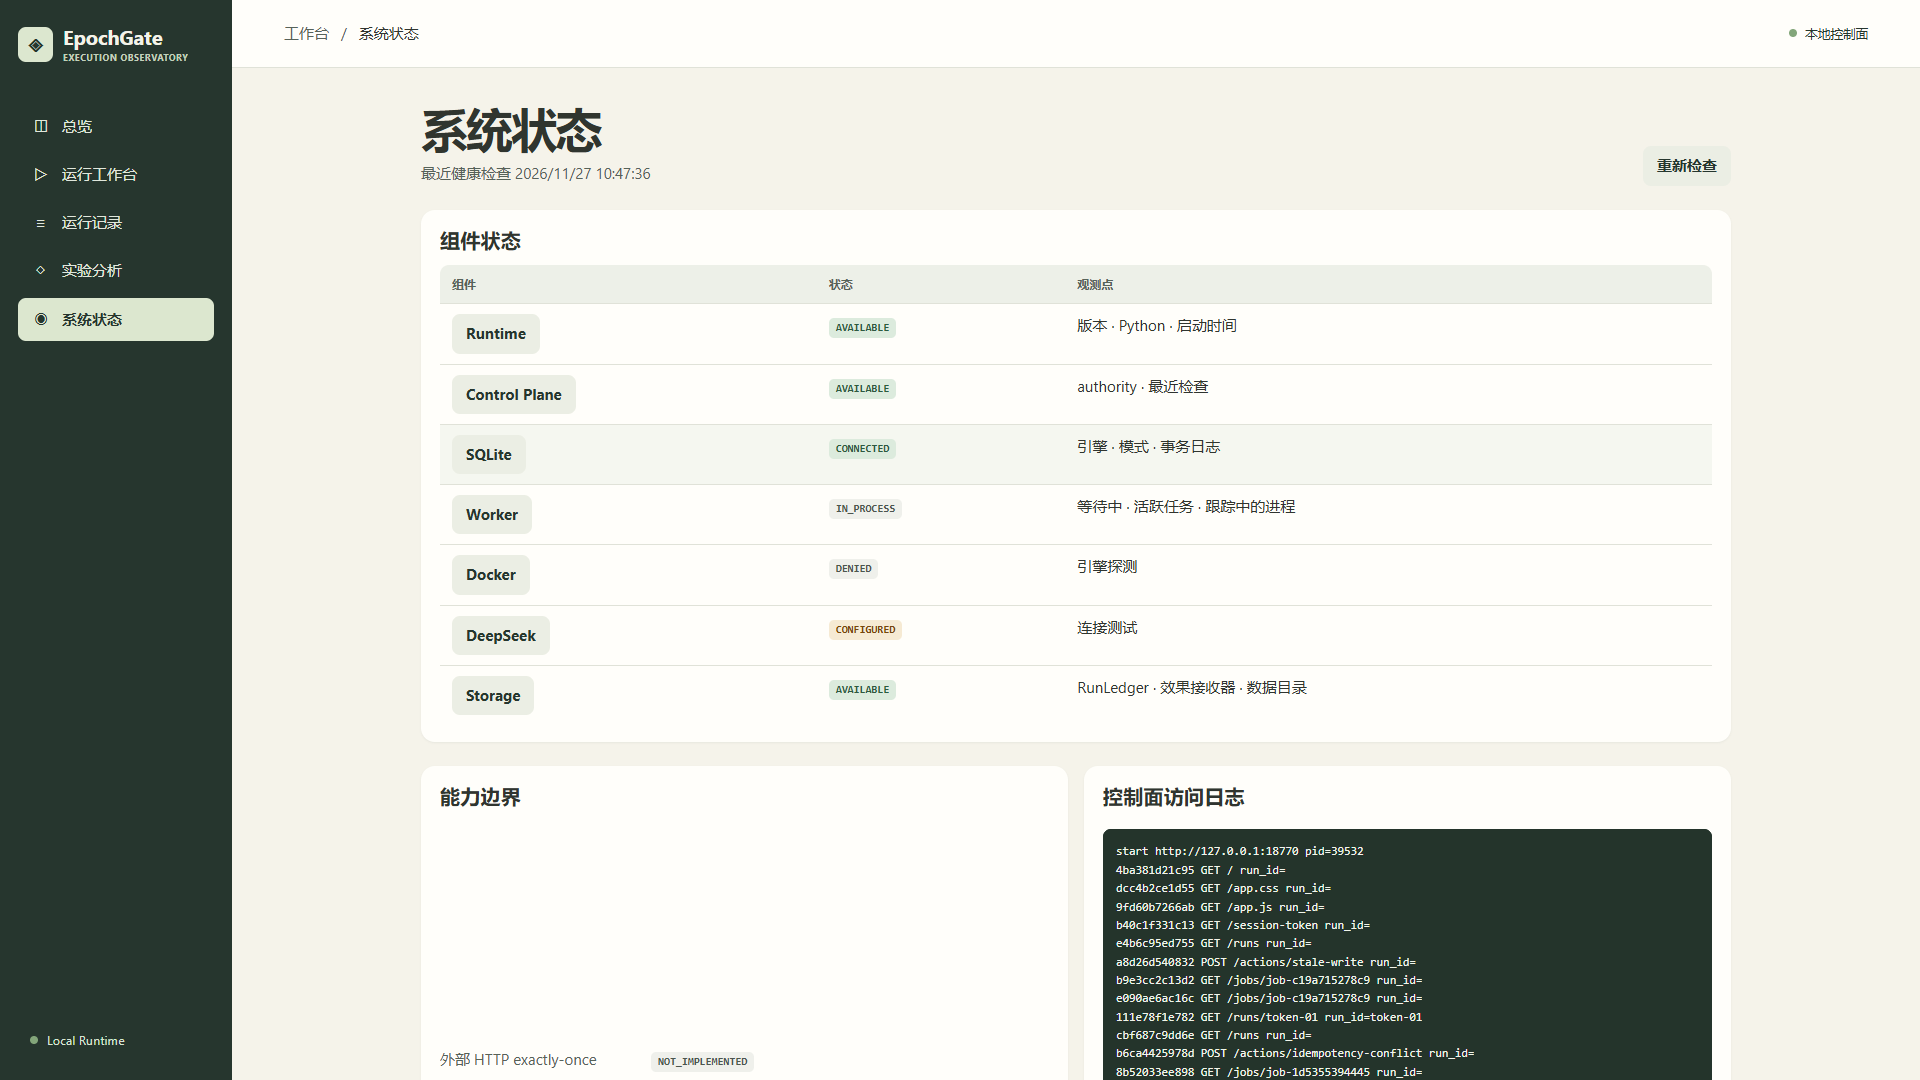 EpochGate
EXECUTION OBSERVATORY
总览
运行工作台
运行记录
实验分析
系统状态
Local Runtime
工作台 / 系统状态
本地控制面
系统状态
最近健康检查 2026/11/27 10:47:36
重新检查
组件状态
组件 状态 观测点
Runtime AVAILABLE 版本 · Python · 启动时间
Control Plane AVAILABLE authority · 最近检查
SQLite CONNECTED 引擎 · 模式 · 事务日志
Worker IN_PROCESS 等待中 · 活跃任务 · 跟踪中的进程
Docker DENIED 引擎探测
DeepSeek CONFIGURED 连接测试
Storage AVAILABLE RunLedger · 效果接收器 · 数据目录
能力边界
外部 HTTP exactly-once NOT_IMPLEMENTED
控制面访问日志
start http://127.0.0.1:18770 pid=39532
4ba381d21c95 GET / run_id=
dcc4b2ce1d55 GET /app.css run_id=
9fd60b7266ab GET /app.js run_id=
b40c1f331c13 GET /session-token run_id=
e4b6c95ed755 GET /runs run_id=
a8d26d540832 POST /actions/stale-write run_id=
b9e3cc2c13d2 GET /jobs/job-c19a715278c9 run_id=
e090ae6ac16c GET /jobs/job-c19a715278c9 run_id=
111e78f1e782 GET /runs/token-01 run_id=token-01
cbf687c9dd6e GET /runs run_id=
b6ca4425978d POST /actions/idempotency-conflict run_id=
8b52033ee898 GET /jobs/job-1d5355394445 run_id=